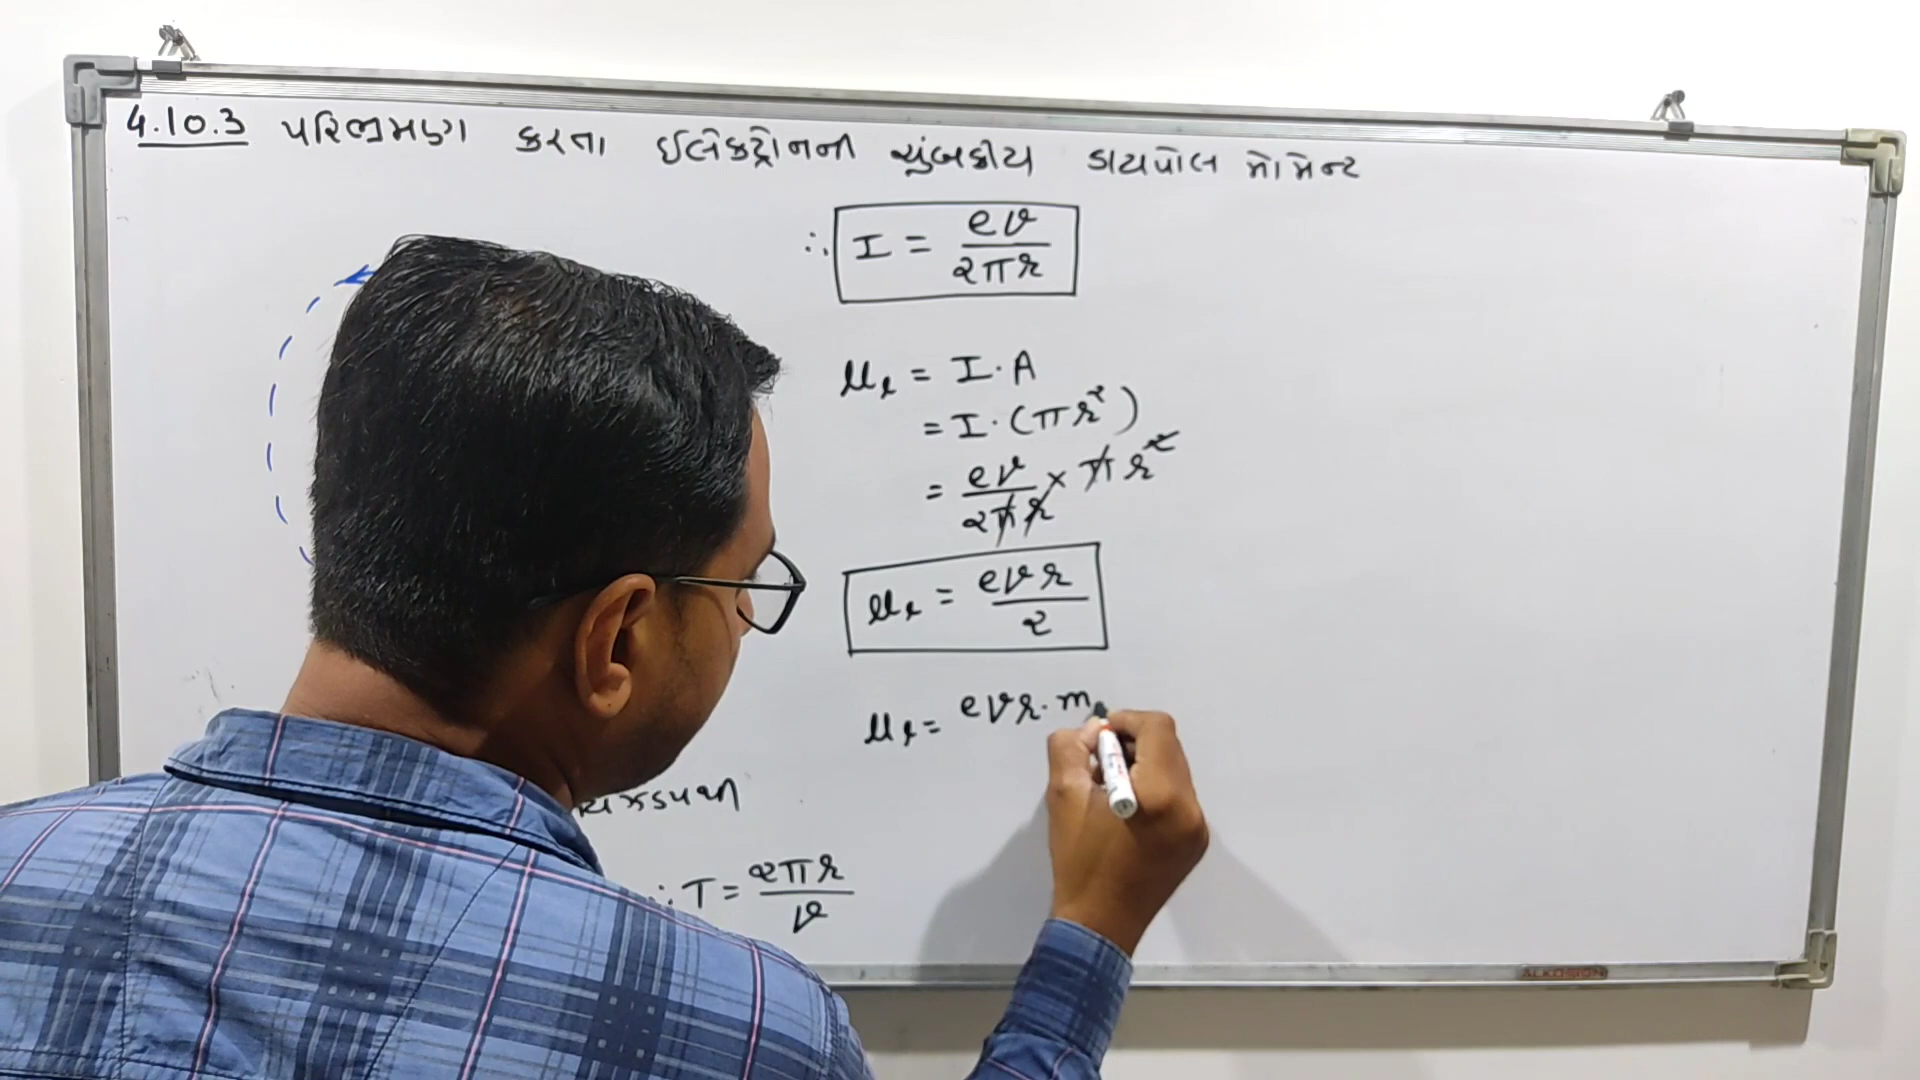 4.10.3 પરિભ્રમણ કરતા ઈલેક્ટ્રોનની ચુંબકીય ડાયપોલ મોમેન્ટ
∴ I = ev / 2πr
μₗ = I · A
= I · (πr²)
= ev / 2πr × πr²
μₗ = evr / 2
μₗ = evr · m
∴ T = 2πr / v
ALKOSIGN